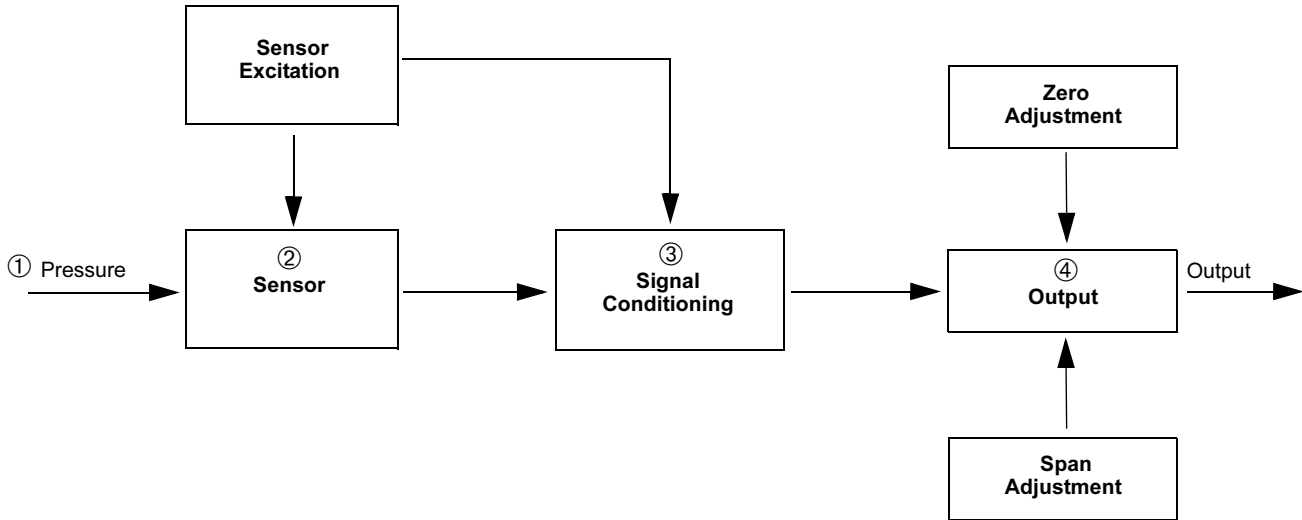 Sensor
Excitation
Zero
Adjustment
① Pressure
②
Sensor
③
Signal
Conditioning
④
Output
Output
Span
Adjustment